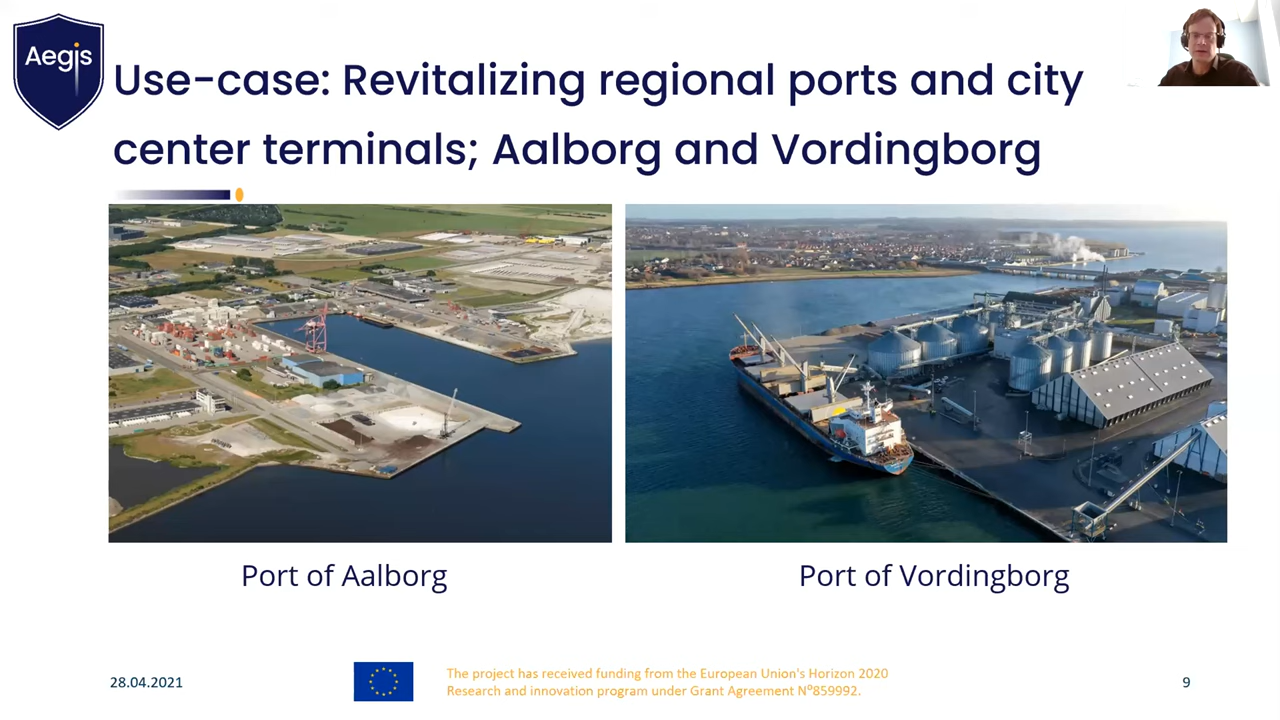 Aegis
Use-case: Revitalizing regional ports and city
center terminals; Aalborg and Vordingborg
Port of Aalborg
Port of Vordingborg
28.04.2021
The project has received funding from the European Union's Horizon 2020
Research and innovation program under Grant Agreement Nº859992.
9